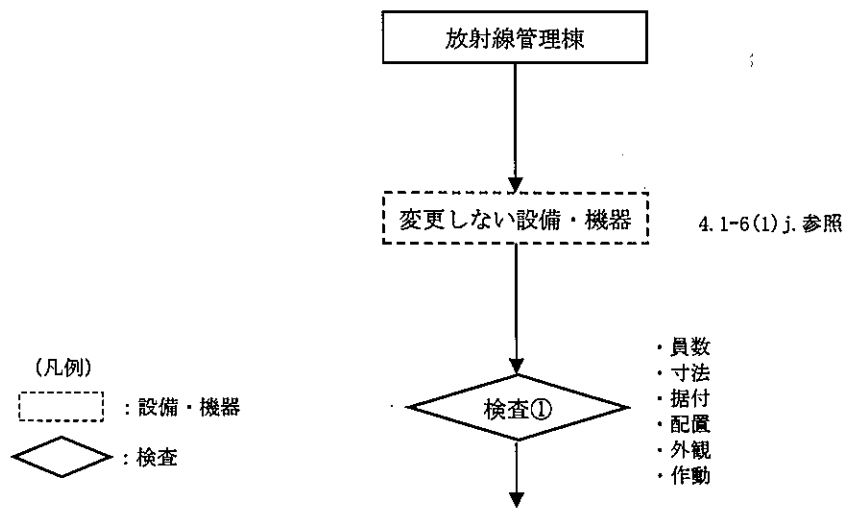 放射線管理棟
変更しない設備・機器
4.1-6(1)j.参照
・員数
・寸法
・据付
・配置
・外観
・作動
検査①
(凡例)
：設備・機器
：検査